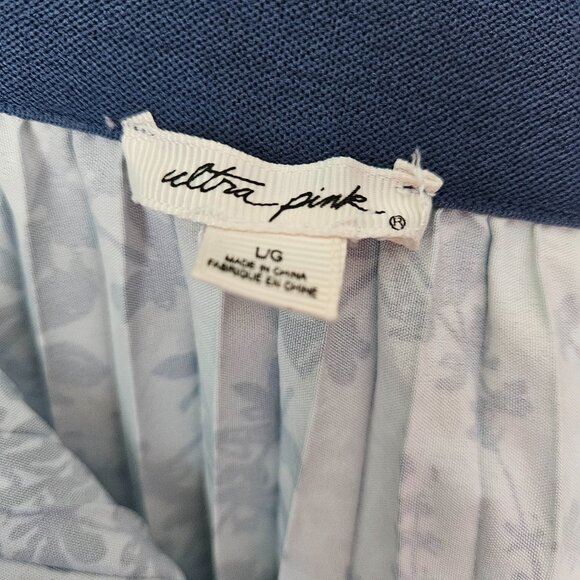 ultra pink. ®
L/G
MADE IN CHINA
FABRIQUÉ EN CHINE